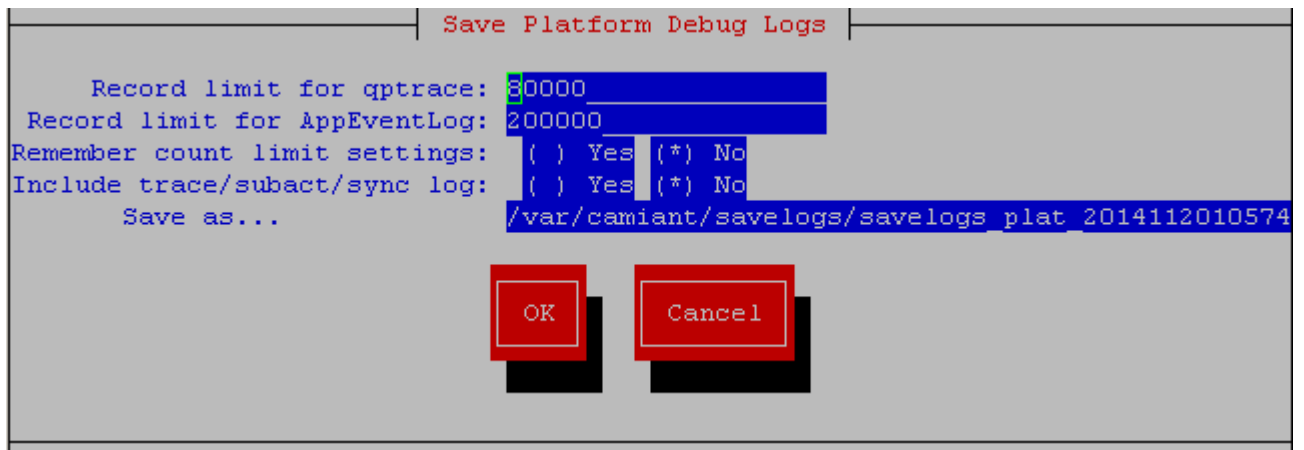 Save Platform Debug Logs
Record limit for qptrace: 80000
Record limit for AppEventLog: 200000
Remember count limit settings: ( ) Yes (*) No
Include trace/subact/sync log: ( ) Yes (*) No
Save as... /var/camiant/savelogs/savelogs_plat_2014112010574
OK Cancel